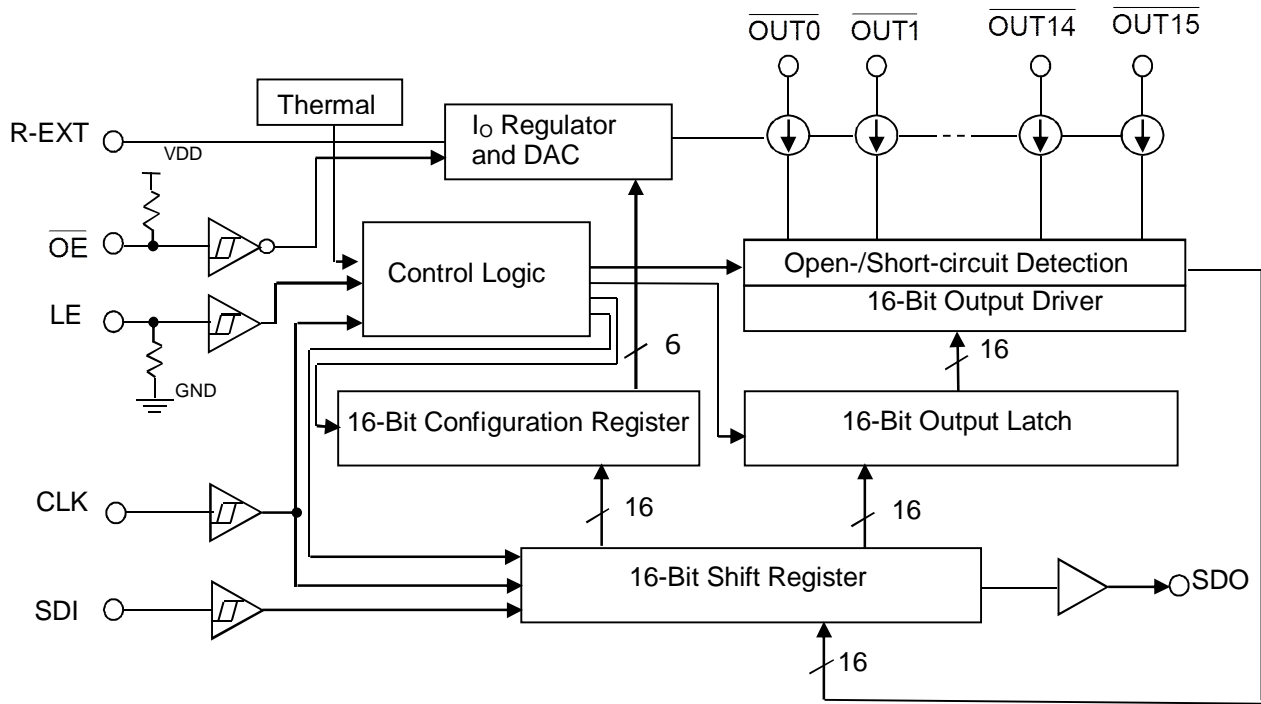 OUT0 OUT1 OUT14 OUT15
Thermal
R-EXT
IO Regulator
and DAC
VDD
OE
Control Logic
Open-/Short-circuit Detection
LE
16-Bit Output Driver
6
16
GND
16-Bit Configuration Register
16-Bit Output Latch
CLK
16
16
16-Bit Shift Register
SDO
SDI
16